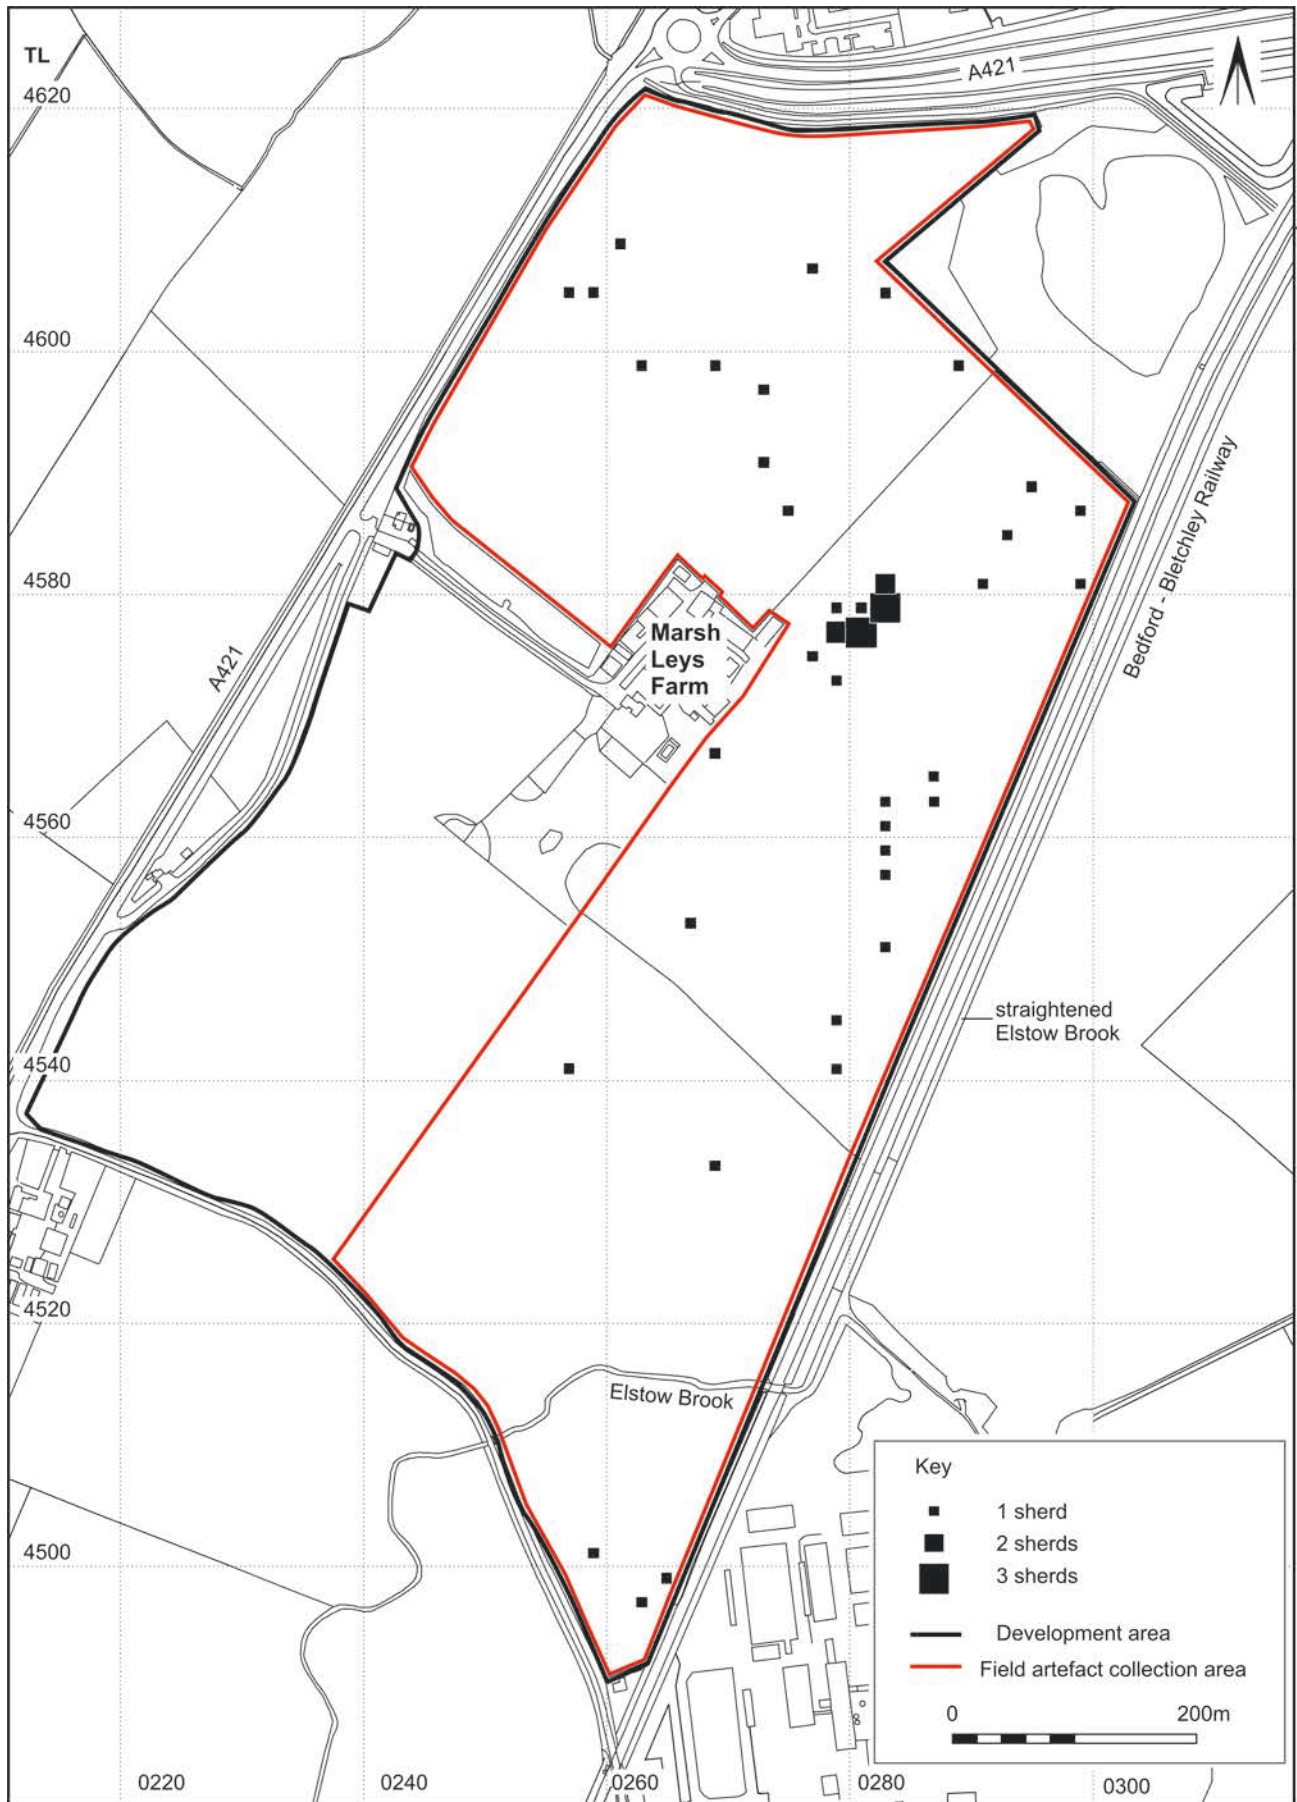 TL
A421
4620
4600
4580
Marsh
Leys
Farm
Bedford - Bletchley Railway
A421
4560
straightened
Elstow Brook
4540
4520
Elstow Brook
4500
Key
1 sherd
2 sherds
3 sherds
Development area
Field artefact collection area
0 200m
0220 0240 0260 0280 0300